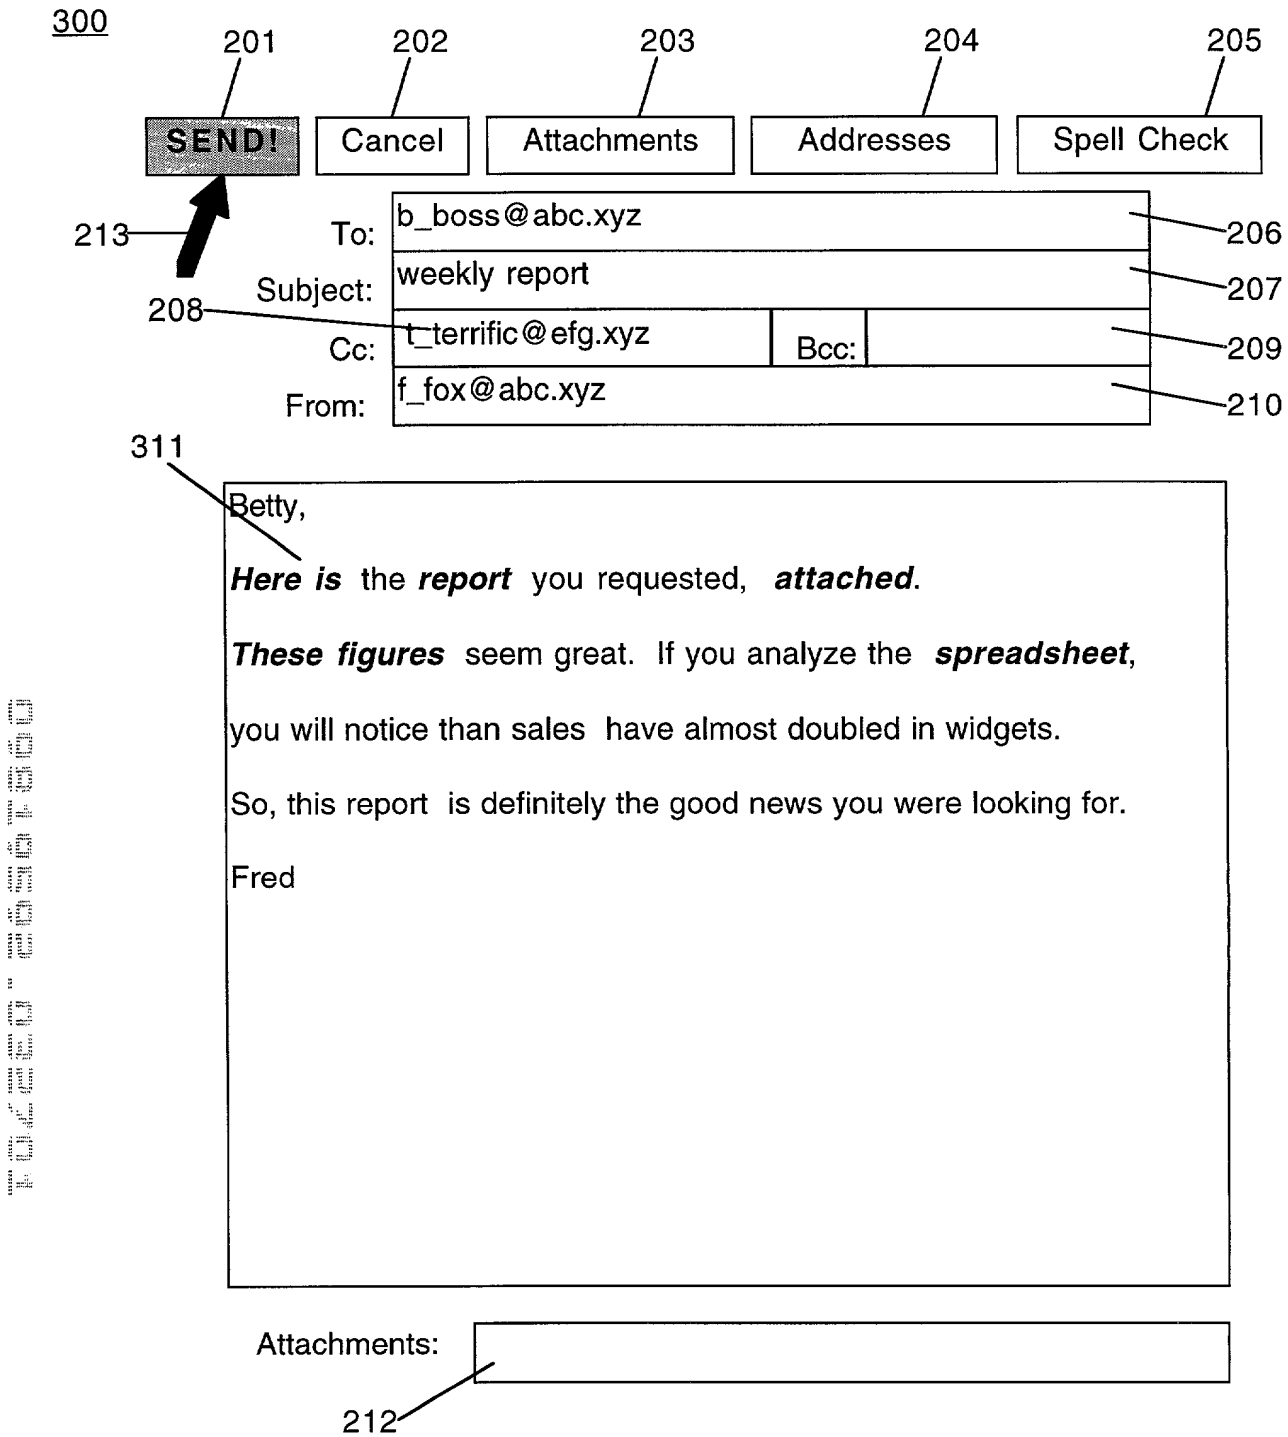 300
201 202 203 204 205
SEND! Cancel Attachments Addresses Spell Check
213
To: b_boss@abc.xyz 206
Subject: weekly report 207
208
Cc: t_terrific@efg.xyz Bcc: 209
From: f_fox@abc.xyz 210
311
Betty,
Here is the report you requested, attached.
These figures seem great. If you analyze the spreadsheet,
you will notice than sales have almost doubled in widgets.
So, this report is definitely the good news you were looking for.
Fred
Attachments:
212